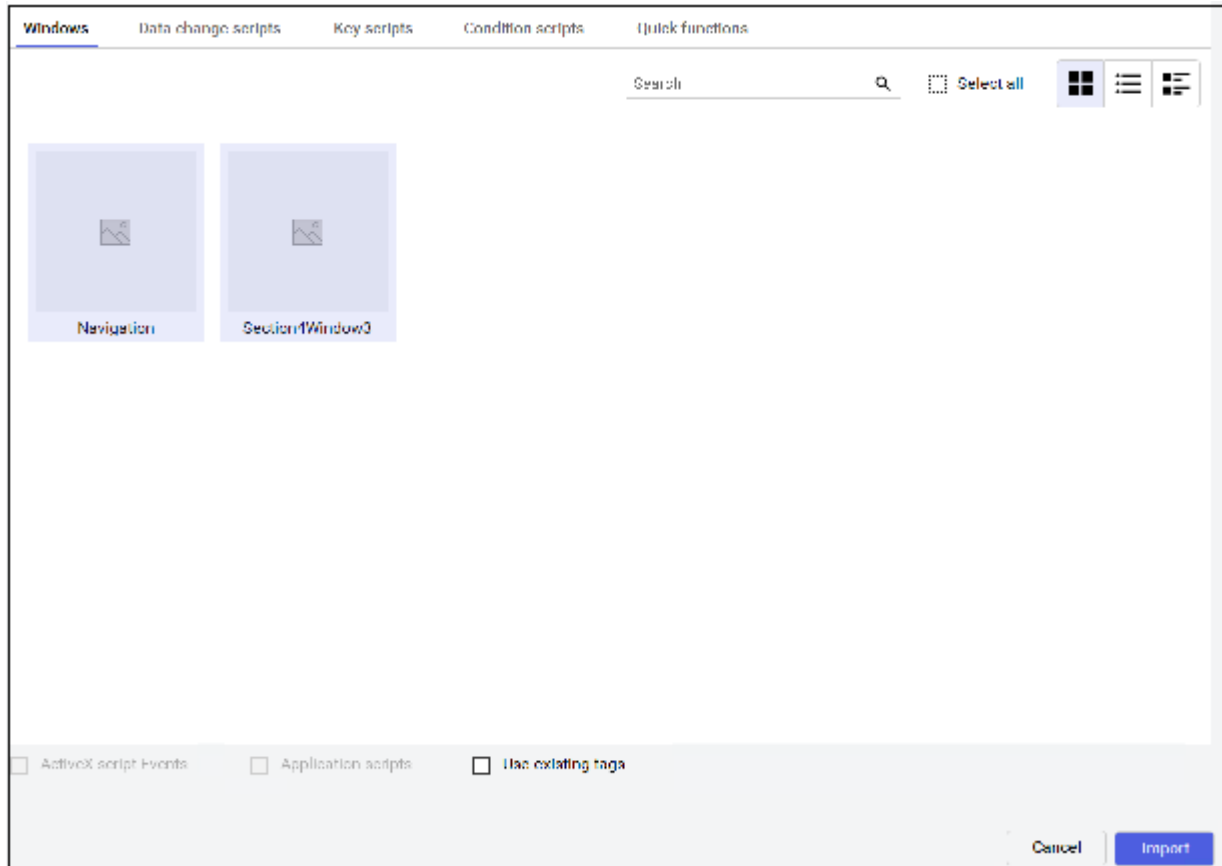 Windows Data change scripts Key scripts Condition scripts Quick functions
Search Select all
Navigation Section4Window3
ActiveX script Events Application scripts Use existing tags
Cancel Import